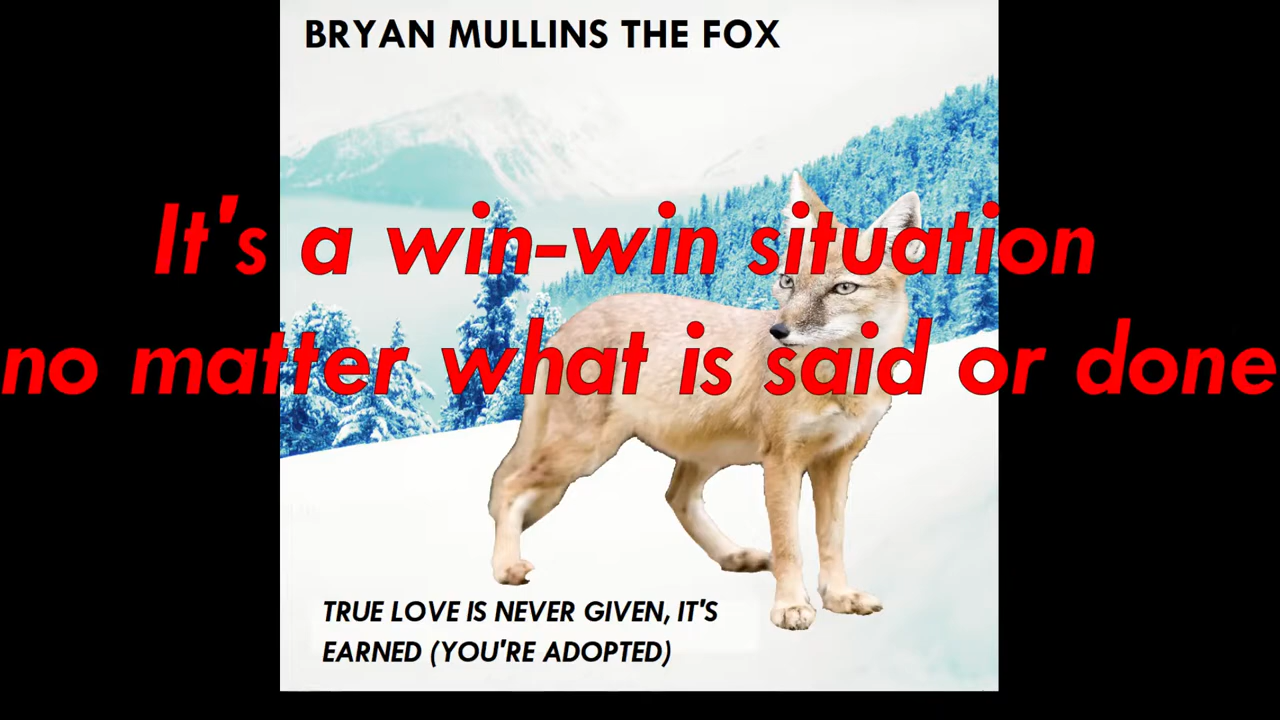 BRYAN MULLINS THE FOX
It's a win-win situation
no matter what is said or done
TRUE LOVE IS NEVER GIVEN, IT'S
EARNED (YOU'RE ADOPTED)